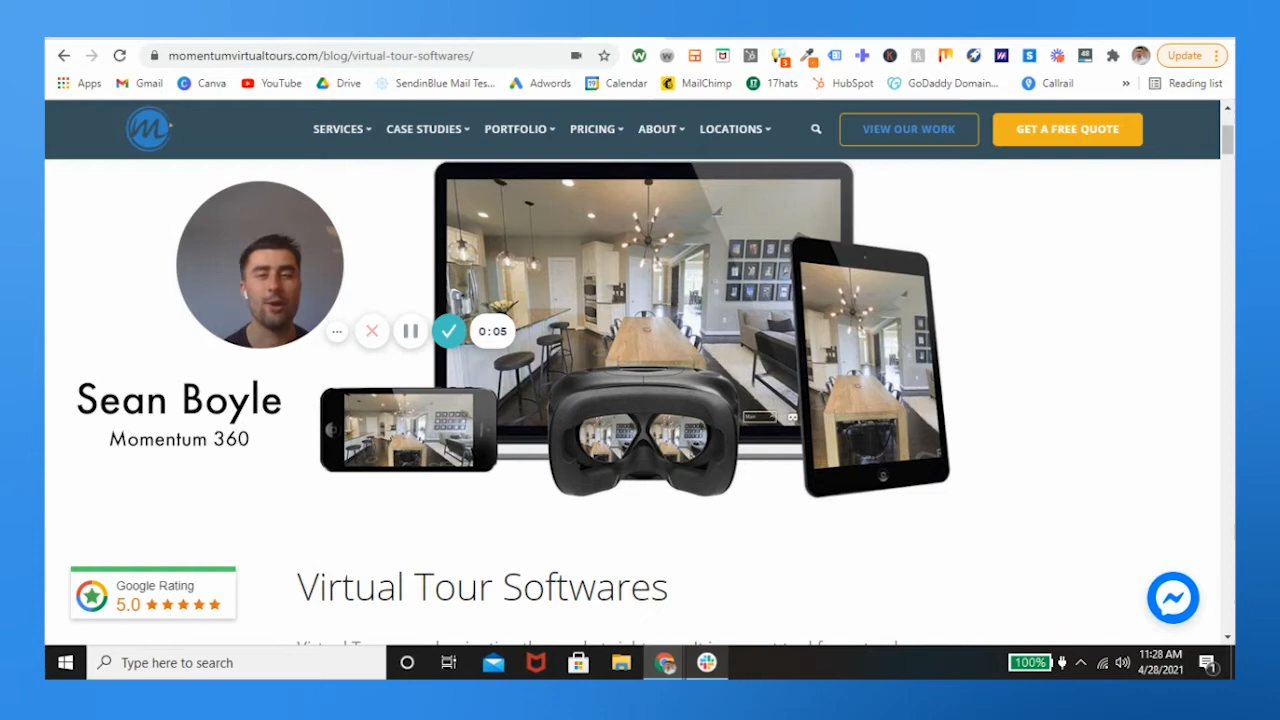 momentumvirtualtours.com/blog/virtual-tour-softwares/
Update
Apps Gmail Canva YouTube Drive SendinBlue Mail Tes... Adwords Calendar MailChimp 17hats HubSpot GoDaddy Domain... Callrail » Reading list
SERVICES CASE STUDIES PORTFOLIO PRICING ABOUT LOCATIONS VIEW OUR WORK GET A FREE QUOTE
0:05
Sean Boyle
Momentum 360
Google Rating
5.0
Virtual Tour Softwares
Type here to search
100%
11:28 AM
4/28/2021